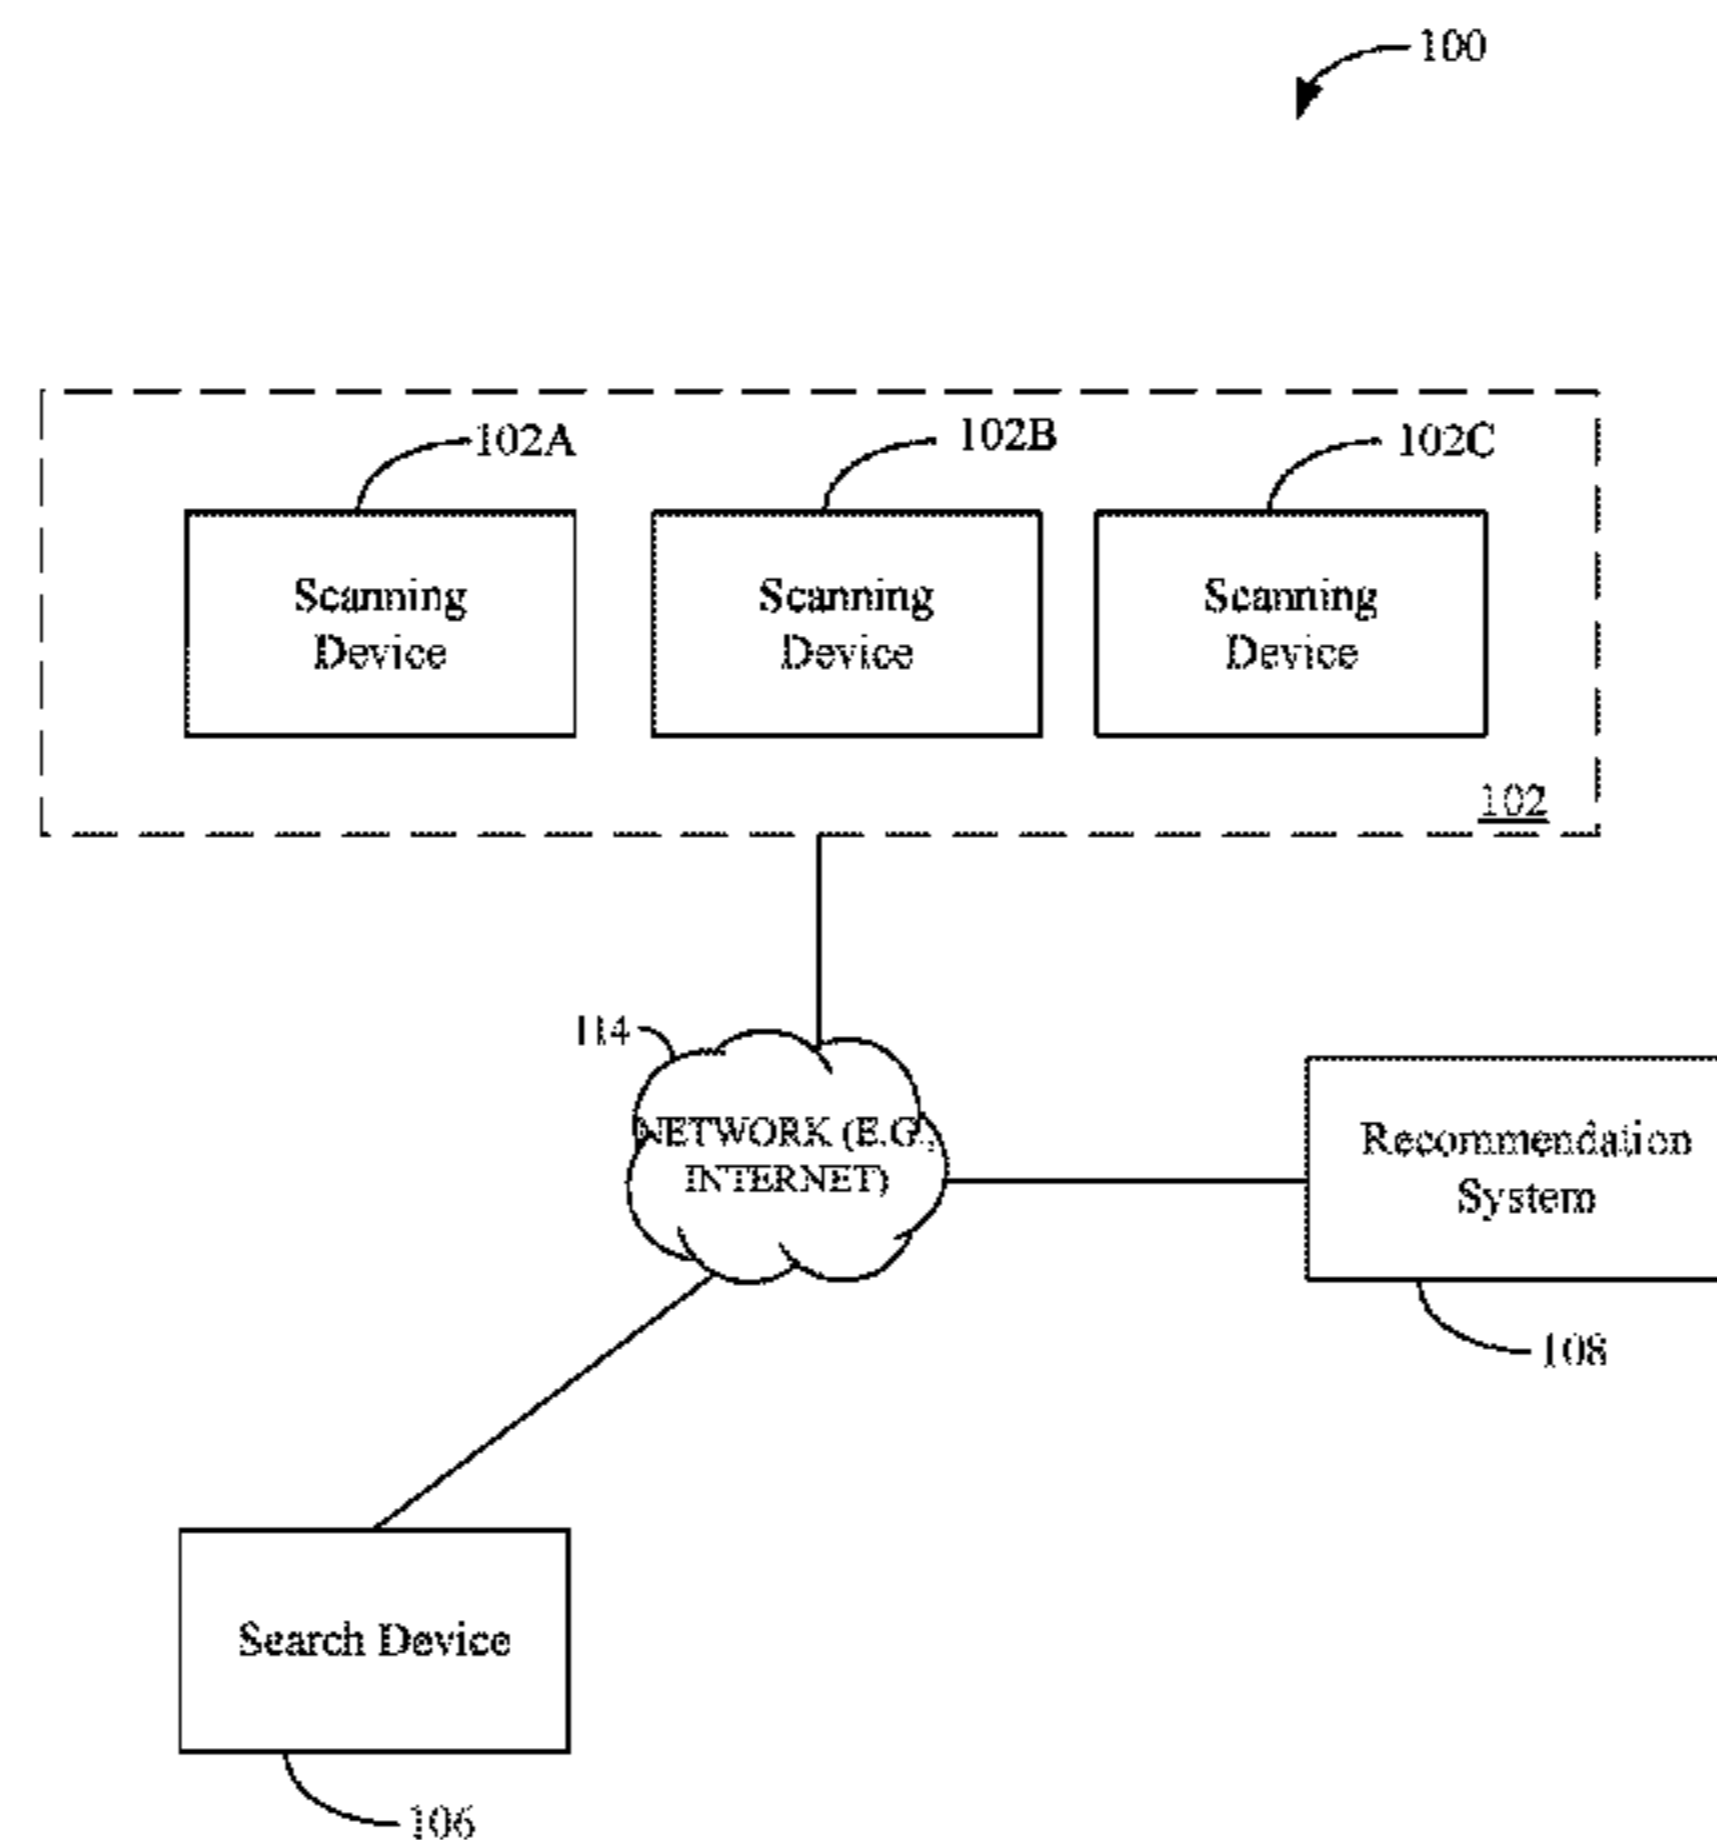 100
102A
102B
102C
Scanning
Device
Scanning
Device
Scanning
Device
102
114
NETWORK (E.G.,
INTERNET)
Recommendation
System
108
Search Device
106